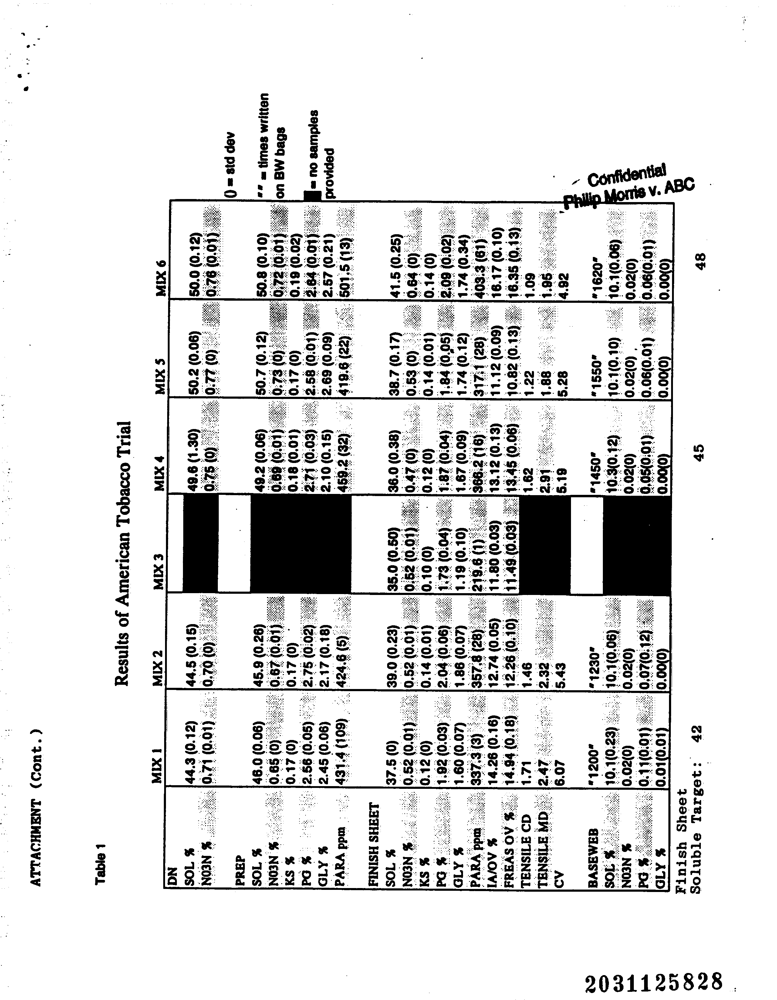 ATTACHMENT (Cont.)
Table 1
Results of American Tobacco Trial
MIX 1 MIX 2 MIX 3 MIX 4 MIX 5 MIX 6
DN
SOL % 44.3 (0.12) 44.5 (0.15) 49.6 (1.30) 50.2 (0.06) 50.0 (0.12)
N03N % 0.71 (0.01) 0.70 (0) 0.75 (0) 0.77 (0) 0.76 (0.01)
() = std dev
PREP
SOL % 46.0 (0.06) 45.9 (0.26) 49.2 (0.06) 50.7 (0.12) 50.8 (0.10)
N03N % 0.65 (0) 0.67 (0.01) 0.69 (0.01) 0.73 (0) 0.72 (0.01)
KS % 0.17 (0) 0.17 (0) 0.18 (0.01) 0.17 (0) 0.19 (0.02)
PG % 2.56 (0.05) 2.75 (0.02) 2.71 (0.03) 2.58 (0.01) 2.64 (0.01)
GLY % 2.45 (0.06) 2.17 (0.18) 2.10 (0.15) 2.69 (0.09) 2.57 (0.21)
PARA ppm 431.4 (109) 424.6 (5) 459.2 (32) 419.6 (22) 501.5 (13)
"" = times written
on BW bags
= no samples
provided
FINISH SHEET
SOL % 37.5 (0) 39.0 (0.23) 35.0 (0.50) 36.0 (0.38) 38.7 (0.17) 41.5 (0.25)
N03N % 0.52 (0.01) 0.52 (0.01) 0.52 (0.01) 0.47 (0) 0.53 (0) 0.64 (0)
KS % 0.12 (0) 0.14 (0.01) 0.10 (0) 0.12 (0) 0.14 (0.01) 0.14 (0)
PG % 1.92 (0.03) 2.04 (0.06) 1.73 (0.04) 1.87 (0.04) 1.84 (0.05) 2.09 (0.02)
GLY % 1.60 (0.07) 1.86 (0.07) 1.19 (0.10) 1.67 (0.09) 1.74 (0.12) 1.74 (0.34)
PARA ppm 337.3 (3) 357.8 (28) 219.6 (1) 366.2 (16) 317.1 (28) 403.3 (61)
IA/OV % 14.26 (0.16) 12.74 (0.05) 11.80 (0.03) 13.12 (0.13) 11.12 (0.09) 16.17 (0.10)
FREAS OV % 14.94 (0.18) 12.26 (0.10) 11.49 (0.03) 13.45 (0.06) 10.82 (0.13) 16.35 (0.13)
TENSILE CD 1.71 1.46 1.62 1.22 1.09
TENSILE MD 2.47 2.32 2.91 1.88 1.95
CV 6.07 5.43 5.19 5.28 4.92
BASEWEB "1200" "1230" "1450" "1550" "1620"
SOL % 10.1(0.23) 10.1(0.06) 10.3(0.12) 10.1(0.10) 10.1(0.06)
N03N % 0.02(0) 0.02(0) 0.02(0) 0.02(0) 0.02(0)
PG % 0.11(0.01) 0.07(0.12) 0.05(0.01) 0.06(0.01) 0.06(0.01)
GLY % 0.01(0.01) 0.00(0) 0.00(0) 0.00(0) 0.00(0)
Confidential
Philip Morris v. ABC
Finish Sheet
Soluble Target: 42 45 48
2031125828